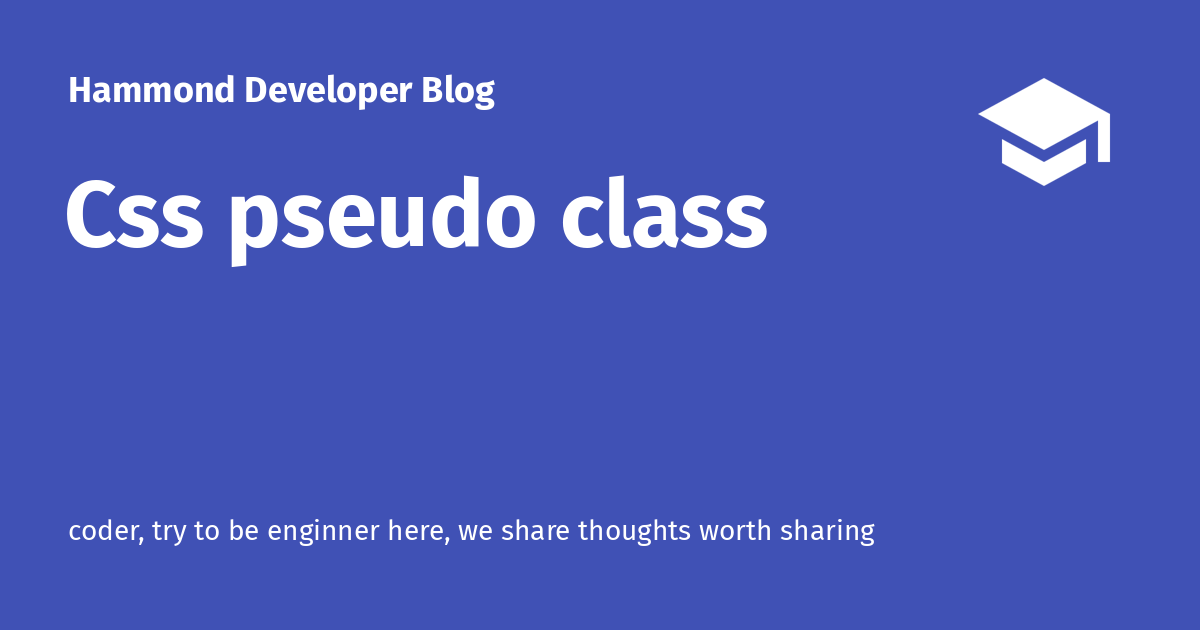 Hammond Developer Blog
Css pseudo class
coder, try to be enginner here, we share thoughts worth sharing